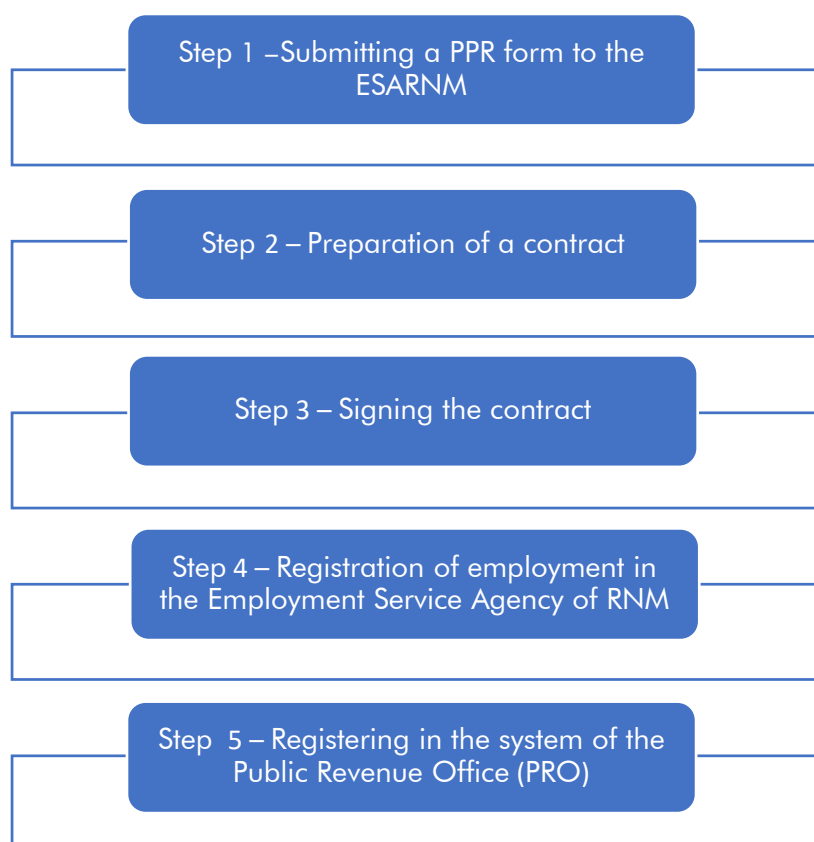 Step 1 –Submitting a PPR form to the
ESARNM
Step 2 – Preparation of a contract
Step 3 – Signing the contract
Step 4 – Registration of employment in
the Employment Service Agency of RNM
Step 5 – Registering in the system of the
Public Revenue Office (PRO)